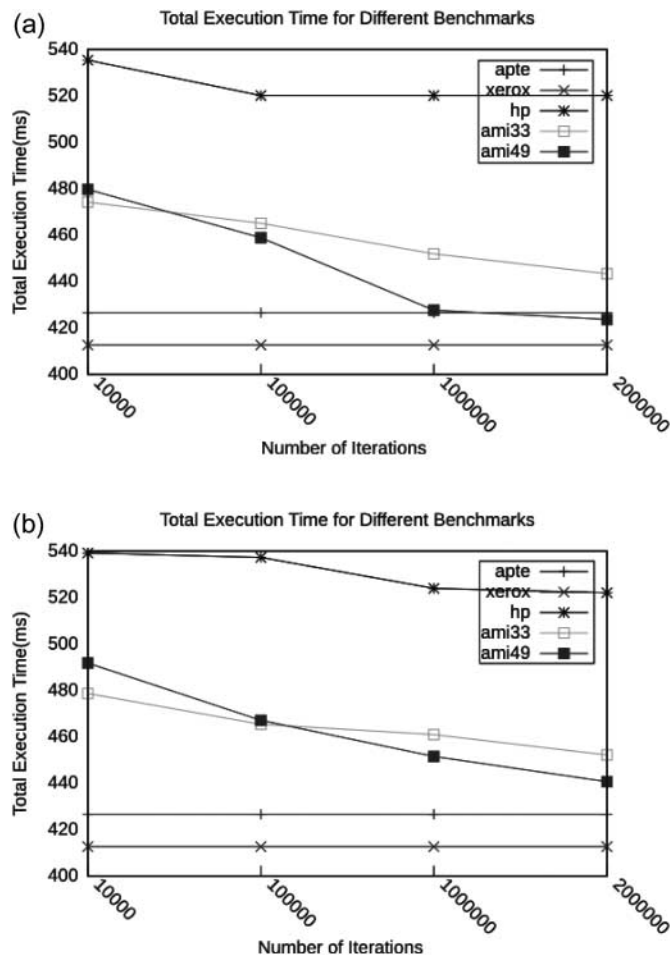 (a)
Total Execution Time for Different Benchmarks
540
520
500
480
460
440
420
400
Total Execution Time(ms)
apte
xerox
hp
ami33
ami49
10000
100000
1000000
2000000
Number of Iterations
(b)
Total Execution Time for Different Benchmarks
540
520
500
480
460
440
420
400
Total Execution Time(ms)
apte
xerox
hp
ami33
ami49
10000
100000
1000000
2000000
Number of Iterations